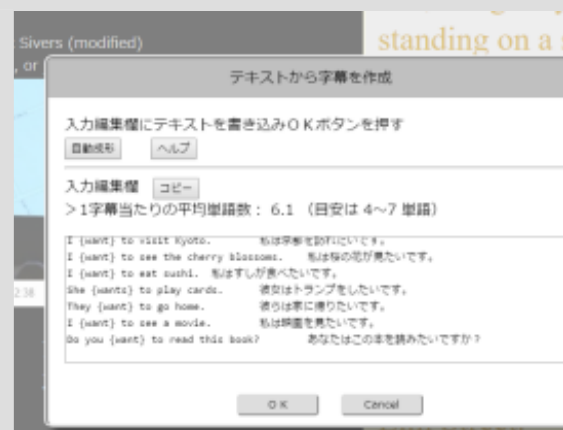 Sivers (modified)
, or
standing on a
テキストから字幕を作成
入力編集欄にテキストを書き込みOKボタンを押す
自動成形 ヘルプ
入力編集欄 コピー
>1字幕当たりの平均単語数： 6.1 （目安は 4～7 単語）
I {want} to visit Kyoto. 私は京都を訪れたいです。
I {want} to see the cherry blossoms. 私は桜の花が見たいです。
I {want} to eat sushi. 私はすしが食べたいです。
She {wants} to play cards. 彼女はトランプをしたいです。
They {want} to go home. 彼らは家に帰りたいです。
I {want} to see a movie. 私は映画を見たいです。
Do you {want} to read this book? あなたはこの本を読みたいですか？
2:38
OK Cancel